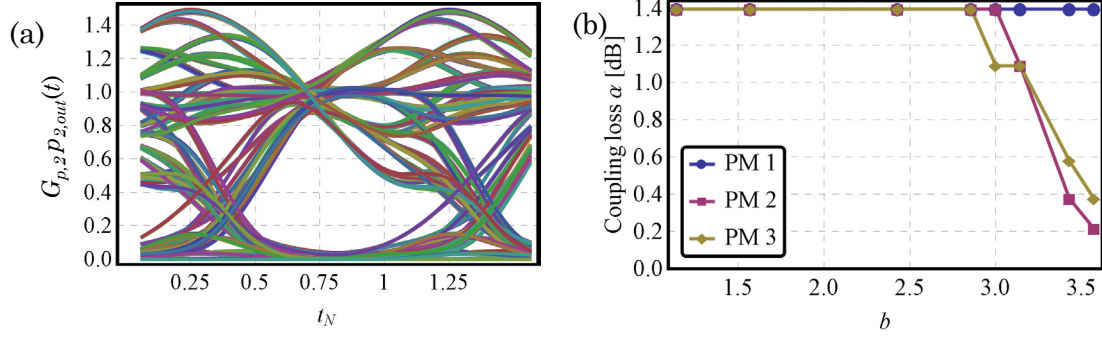 (a)
1.4
1.2
1.0
0.8
0.6
0.4
0.2
0.0
G_{p,2}p_{2,out}(t)
0.25 0.5 0.75 1 1.25
t_N
(b)
1.4
1.2
1.0
0.8
0.6
0.4
0.2
0.0
Coupling loss α [dB]
PM 1
PM 2
PM 3
1.5 2.0 2.5 3.0 3.5
b